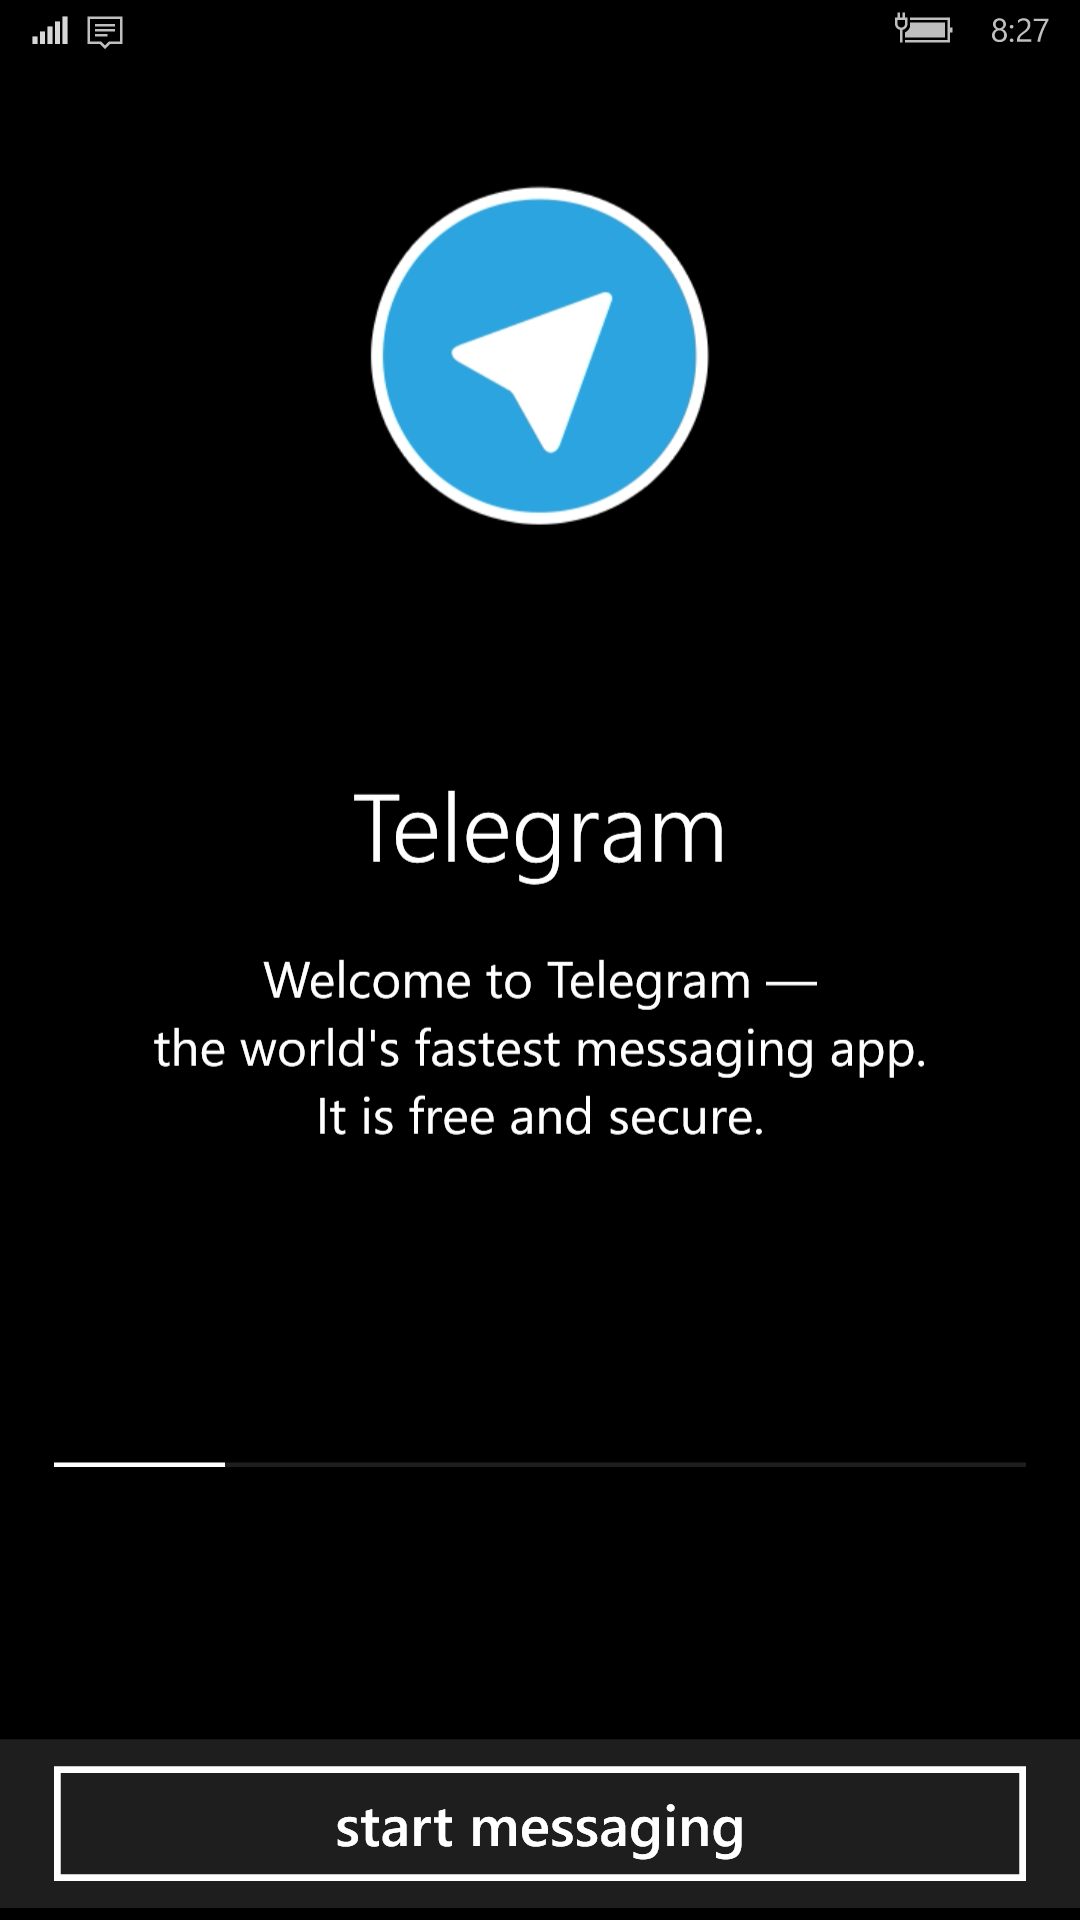 8:27
Telegram
Welcome to Telegram —
the world's fastest messaging app.
It is free and secure.
start messaging